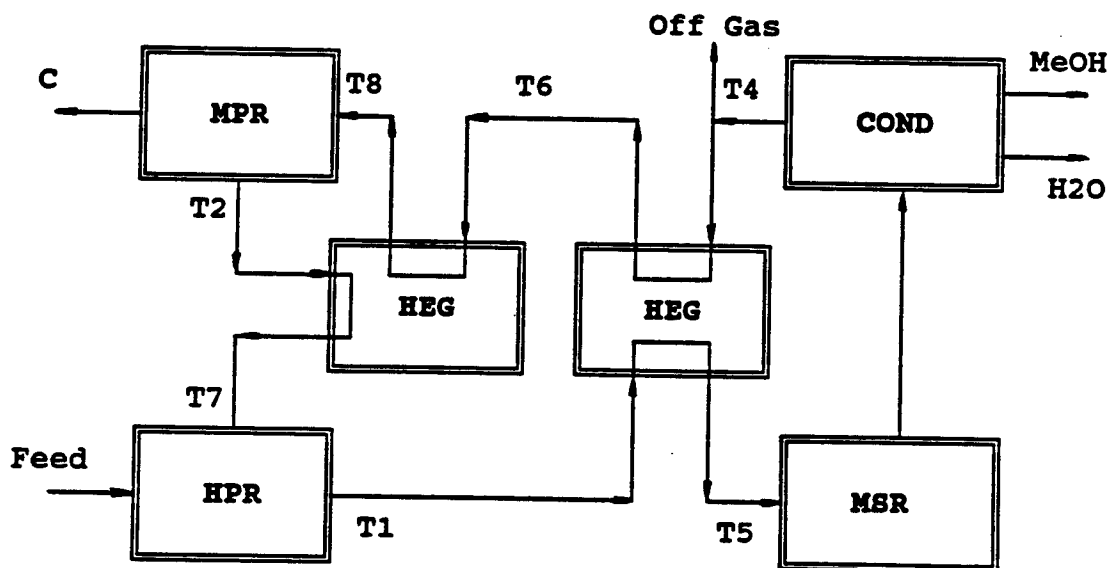 Off Gas
C
MPR
T8
T6
T4
COND
MeOH
H2O
T2
HEG
HEG
T7
Feed
HPR
T1
T5
MSR